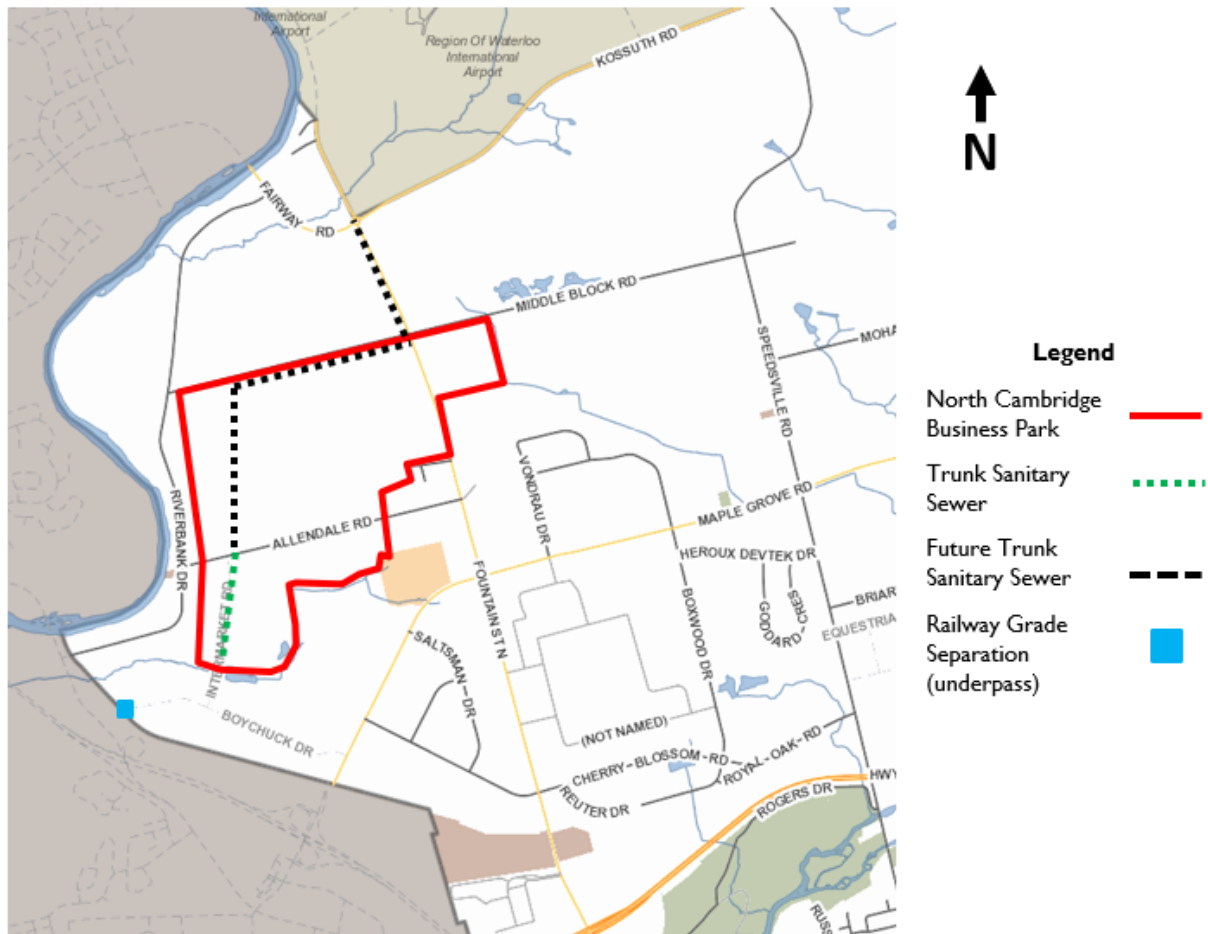 International
Airport
Region Of Waterloo
International
Airport
KOSSUTH RD
N
FAIRWAY RD
MIDDLE BLOCK RD
SPEEDSVILLE RD
MOHA
Legend
North Cambridge
Business Park
Trunk Sanitary
Sewer
Future Trunk
Sanitary Sewer
Railway Grade
Separation
(underpass)
RIVERBANK DR
ALLENDALE RD
VONDRAU DR
MAPLE GROVE RD
HEROUX DEVTEK DR
GODDARD CRES
BRIAR
EQUESTRIA
INTERMARKET RD
FOUNTAIN ST N
BOXWOOD DR
SALTSMAN DR
BOYCHUCK DR
(NOT NAMED)
CHERRY BLOSSOM RD
ROYAL OAK RD
REUTER DR
ROGERS DR
HWY
RUSS